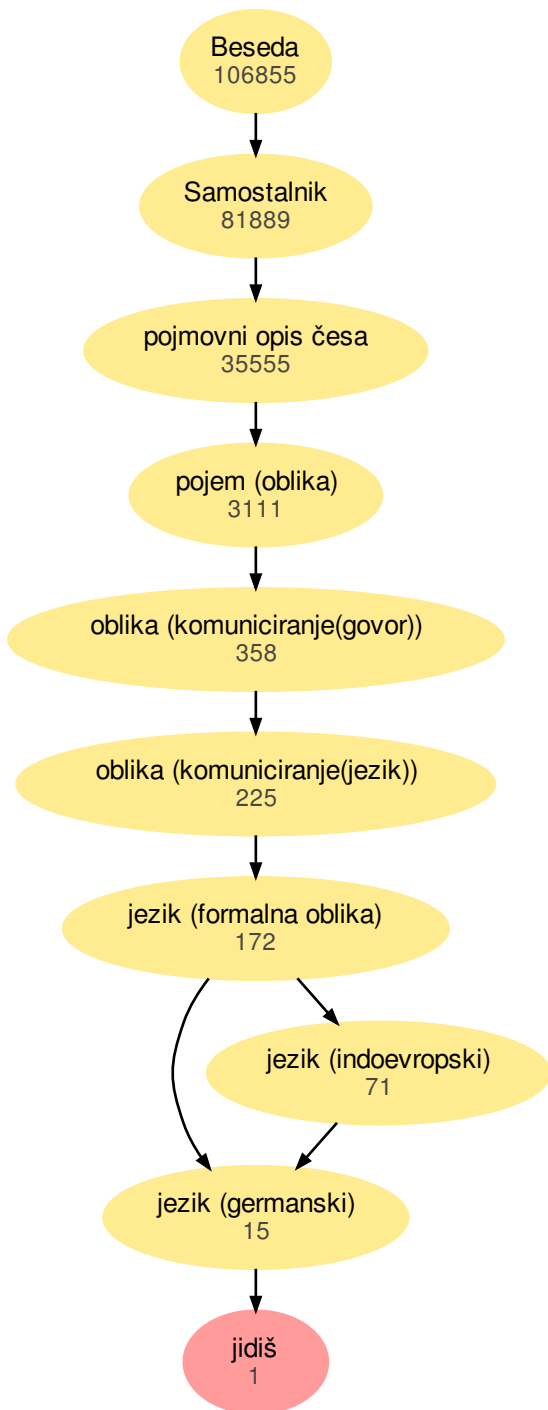 Beseda
106855
Samostalnik
81889
pojmovni opis česa
35555
pojem (oblika)
3111
oblika (komuniciranje(govor))
358
oblika (komuniciranje(jezik))
225
jezik (formalna oblika)
172
jezik (indoevropski)
71
jezik (germanski)
15
jidiš
1